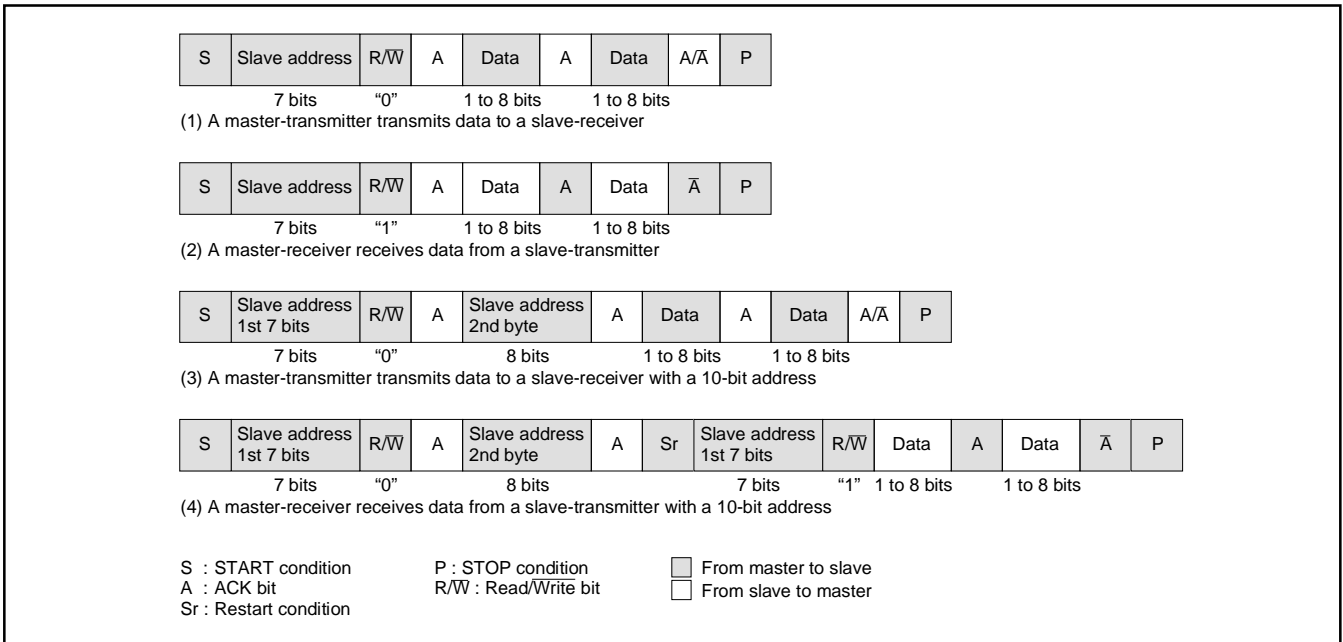 S Slave address R/W̅ A Data A Data A/A̅ P
7 bits “0” 1 to 8 bits 1 to 8 bits
(1) A master-transmitter transmits data to a slave-receiver
S Slave address R/W̅ A Data A Data A̅ P
7 bits “1” 1 to 8 bits 1 to 8 bits
(2) A master-receiver receives data from a slave-transmitter
S Slave address 1st 7 bits R/W̅ A Slave address 2nd byte A Data A Data A/A̅ P
7 bits “0” 8 bits 1 to 8 bits 1 to 8 bits
(3) A master-transmitter transmits data to a slave-receiver with a 10-bit address
S Slave address 1st 7 bits R/W̅ A Slave address 2nd byte A Sr Slave address 1st 7 bits R/W̅ Data A Data A̅ P
7 bits “0” 8 bits 7 bits “1” 1 to 8 bits 1 to 8 bits
(4) A master-receiver receives data from a slave-transmitter with a 10-bit address
S : START condition P : STOP condition From master to slave
A : ACK bit R/W̅ : Read/W̅r̅i̅t̅e̅ bit From slave to master
Sr : Restart condition